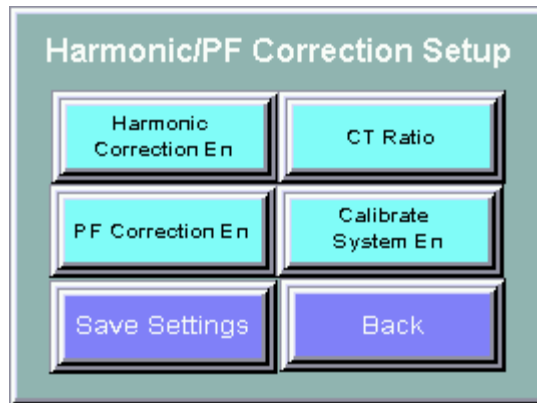 Harmonic/PF Correction Setup
Harmonic
Correction En
CT Ratio
PF Correction En
Calibrate
System En
Save Settings
Back